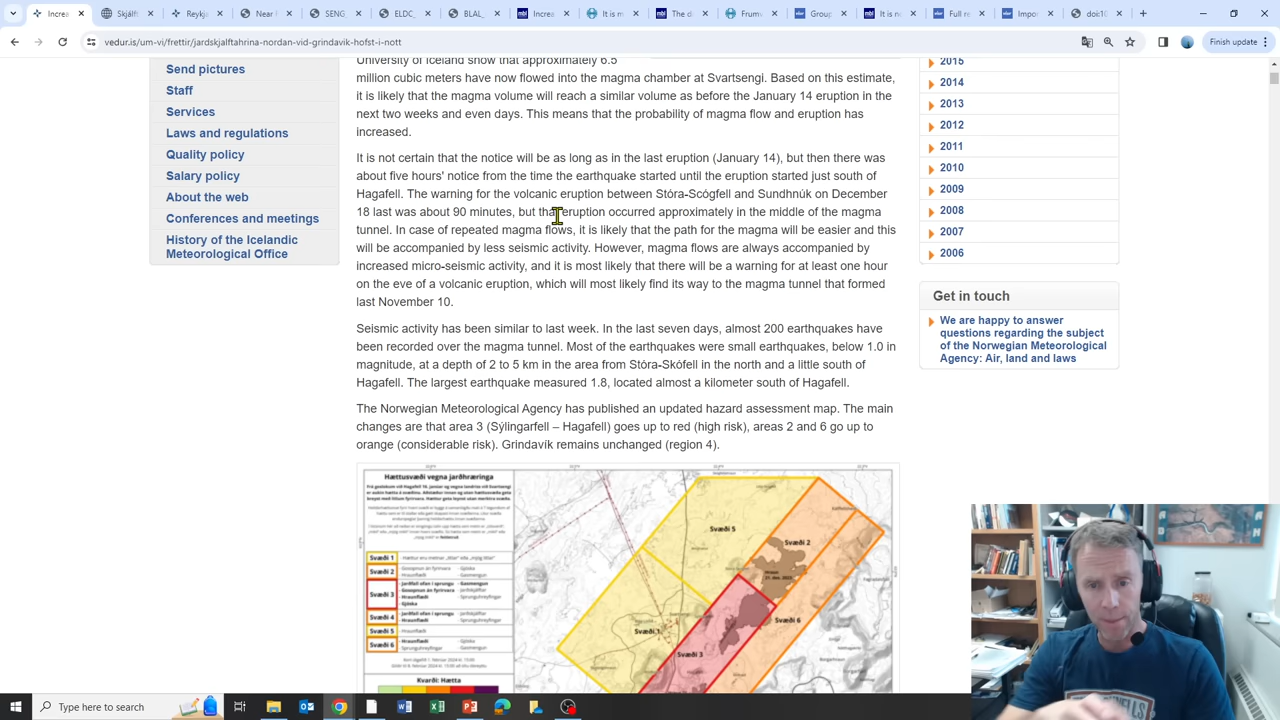 Increa
Skjálf
Reykja
SENG
ELDC
BLAL
It is m
The st
Group
It is no
Increa
Impo
doi:10
New T
vedur.is/um-vi/frettir/jardskjalftahrina-nordan-vid-grindavik-hofst-i-nott
Finish update
Send pictures
Staff
Services
Laws and regulations
Quality policy
Salary policy
About the web
Conferences and meetings
History of the Icelandic
Meteorological Office
University of Iceland show that approximately 6.5
million cubic meters have now flowed into the magma chamber at Svartsengi. Based on this estimate,
it is likely that the magma volume will reach a similar volume as before the January 14 eruption in the
next two weeks and even days. This means that the probability of magma flow and eruption has
increased.
It is not certain that the notice will be as long as in the last eruption (January 14), but then there was
about five hours' notice from the time the earthquake started until the eruption started just south of
Hagafell. The warning for the volcanic eruption between Stóra-Scógfell and Sundhnúk on December
18 last was about 90 minutes, but that eruption occurred approximately in the middle of the magma
tunnel. In case of repeated magma flows, it is likely that the path for the magma will be easier and this
will be accompanied by less seismic activity. However, magma flows are always accompanied by
increased micro-seismic activity, and it is most likely that there will be a warning for at least one hour
on the eve of a volcanic eruption, which will most likely find its way to the magma tunnel that formed
last November 10.
Seismic activity has been similar to last week. In the last seven days, almost 200 earthquakes have
been recorded over the magma tunnel. Most of the earthquakes were small earthquakes, below 1.0 in
magnitude, at a depth of 2 to 5 km in the area from Stóra-Skófell in the north and a little south of
Hagafell. The largest earthquake measured 1.8, located almost a kilometer south of Hagafell.
The Norwegian Meteorological Agency has published an updated hazard assessment map. The main
changes are that area 3 (Sýlingarfell – Hagafell) goes up to red (high risk), areas 2 and 6 go up to
orange (considerable risk). Grindavík remains unchanged (region 4).
Hættusvæði vegna jarðhræringa
Svæði 1
Svæði 2
Svæði 3
Svæði 4
Svæði 5
Svæði 6
Kvarði: Hætta
Svæði 5
Svæði 2
Svæði 6
Svæði 1
Svæði 3
2015
2014
2013
2012
2011
2010
2009
2008
2007
2006
Get in touch
We are happy to answer
questions regarding the subject
of the Norwegian Meteorological
Agency: Air, land and laws
Type here to search